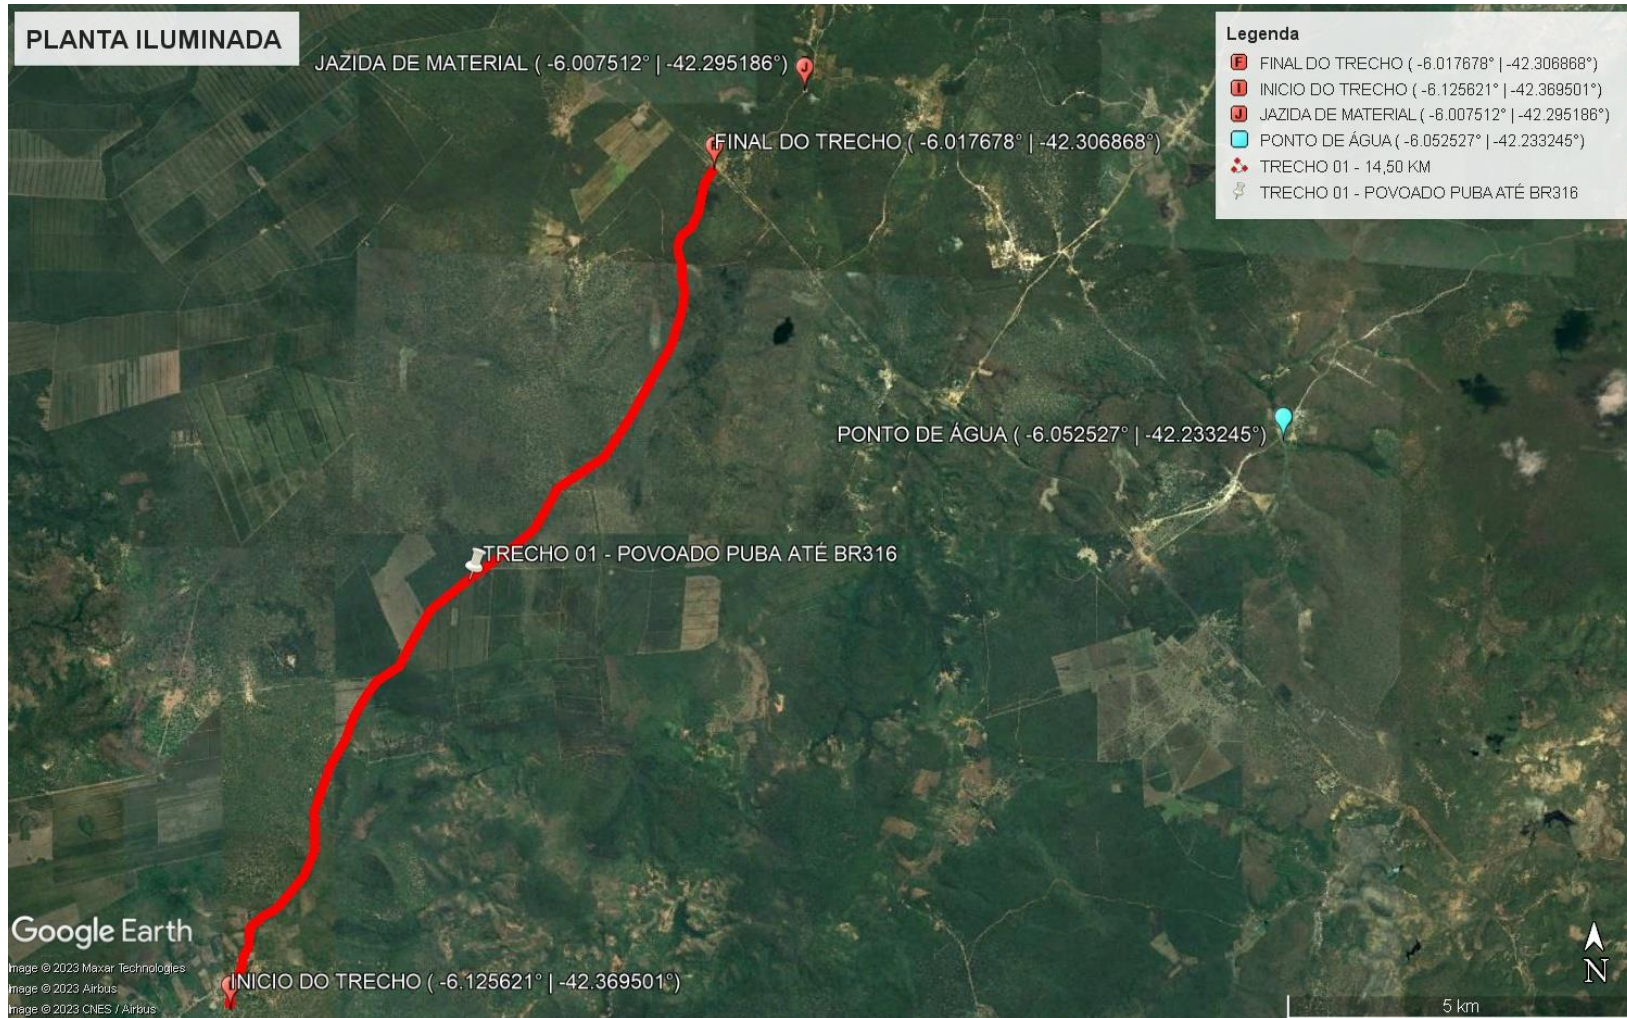 PLANTA ILUMINADA
JAZIDA DE MATERIAL ( -6.007512° | -42.295186°)
J
FINAL DO TRECHO ( -6.017678° | -42.306868°)
Legenda
F FINAL DO TRECHO ( -6.017678° | -42.306868°)
I INICIO DO TRECHO ( -6.125621° | -42.369501°)
J JAZIDA DE MATERIAL ( -6.007512° | -42.295186°)
PONTO DE ÁGUA ( -6.052527° | -42.233245°)
TRECHO 01 - 14,50 KM
TRECHO 01 - POVOADO PUBA ATÉ BR316
PONTO DE ÁGUA ( -6.052527° | -42.233245°)
TRECHO 01 - POVOADO PUBA ATÉ BR316
INICIO DO TRECHO ( -6.125621° | -42.369501°)
Google Earth
Image © 2023 Maxar Technologies
Image © 2023 Airbus
Image © 2023 CNES / Airbus
N
5 km